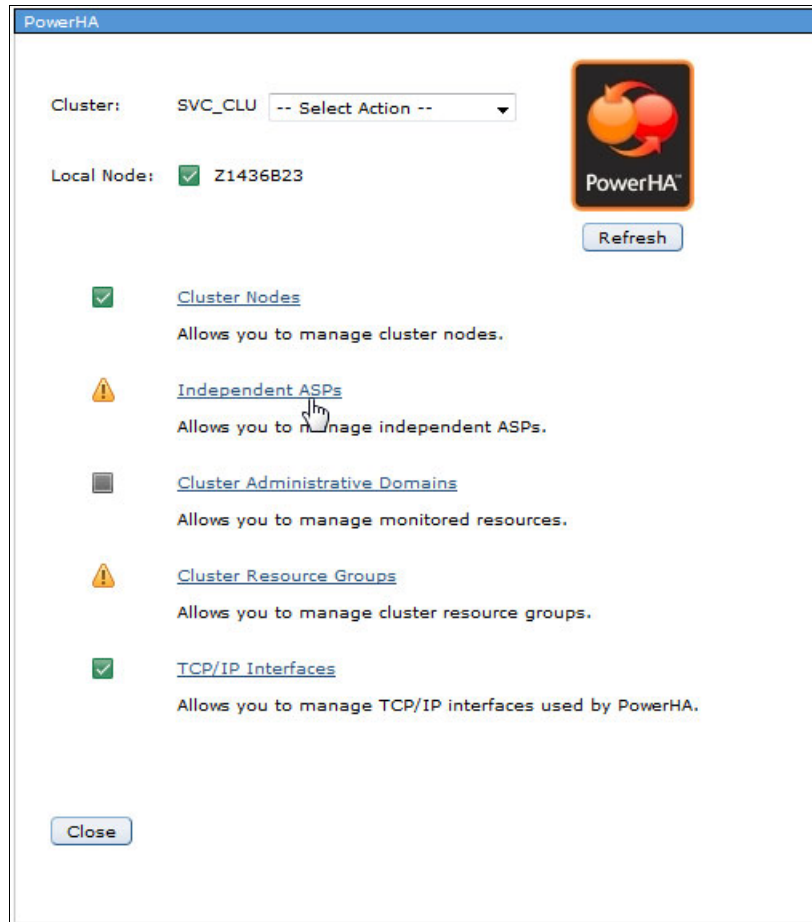 PowerHA
Cluster: SVC_CLU -- Select Action --
Local Node: Z1436B23
PowerHA™
Refresh
Cluster Nodes
Allows you to manage cluster nodes.
Independent ASPs
Allows you to manage independent ASPs.
Cluster Administrative Domains
Allows you to manage monitored resources.
Cluster Resource Groups
Allows you to manage cluster resource groups.
TCP/IP Interfaces
Allows you to manage TCP/IP interfaces used by PowerHA.
Close